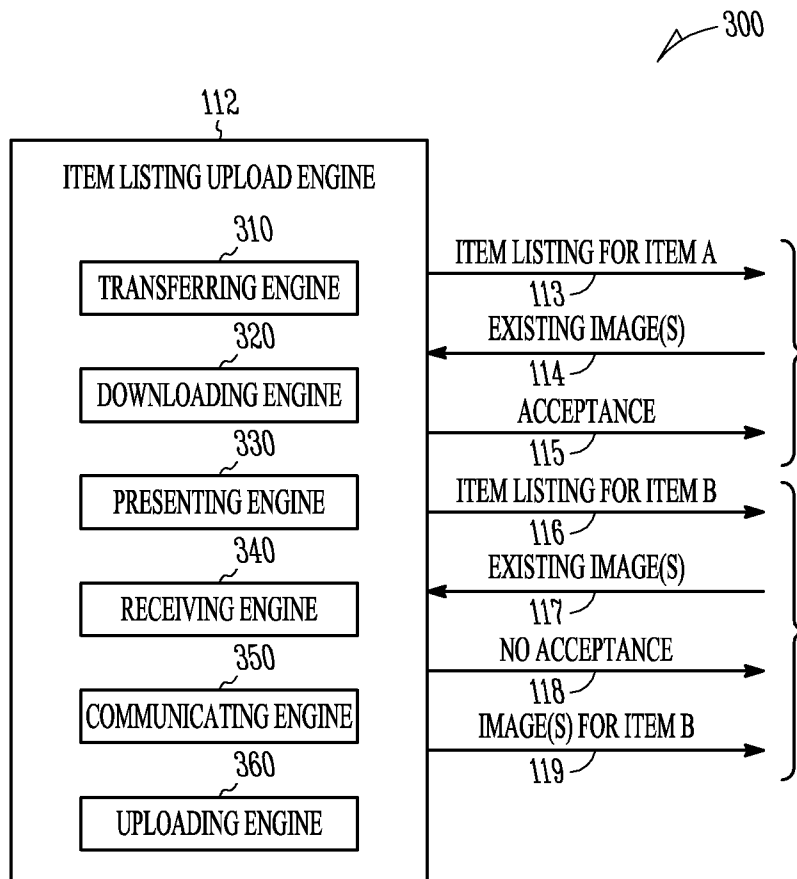 300
112
ITEM LISTING UPLOAD ENGINE
310
TRANSFERRING ENGINE
320
DOWNLOADING ENGINE
330
PRESENTING ENGINE
340
RECEIVING ENGINE
350
COMMUNICATING ENGINE
360
UPLOADING ENGINE
ITEM LISTING FOR ITEM A
113
EXISTING IMAGE(S)
114
ACCEPTANCE
115
ITEM LISTING FOR ITEM B
116
EXISTING IMAGE(S)
117
NO ACCEPTANCE
118
IMAGE(S) FOR ITEM B
119